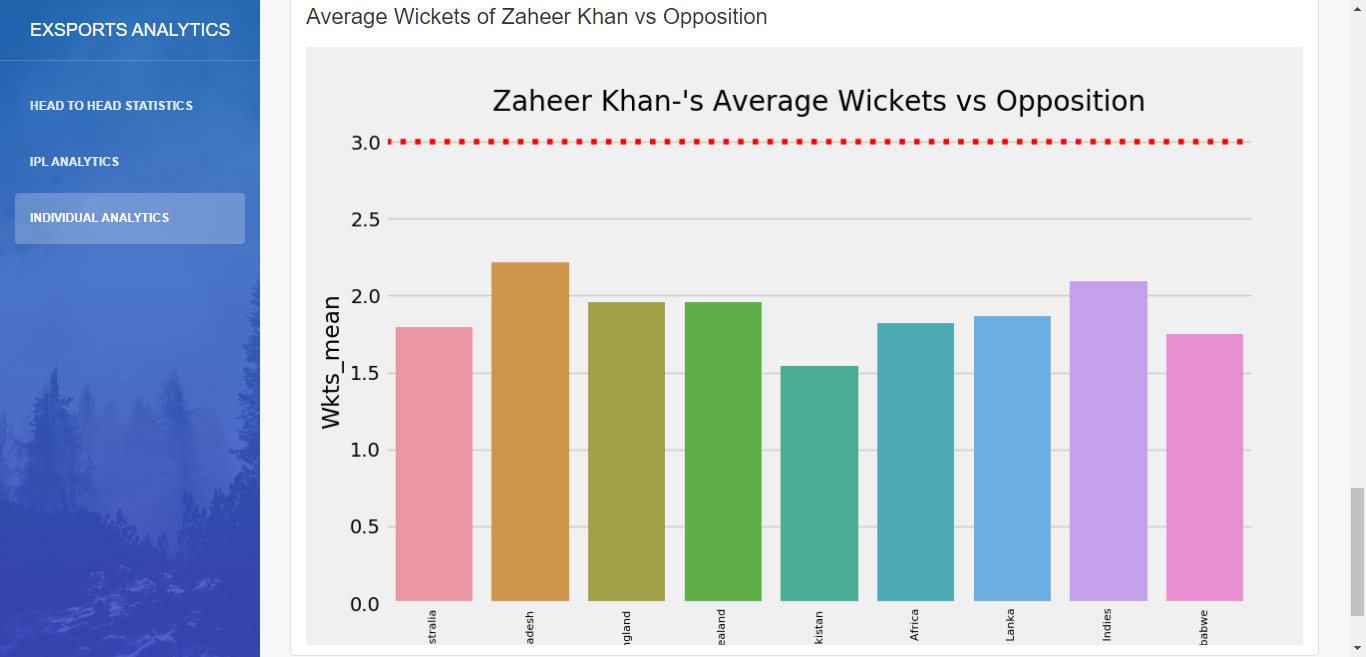 EXSPORTS ANALYTICS
HEAD TO HEAD STATISTICS
IPL ANALYTICS
INDIVIDUAL ANALYTICS
Average Wickets of Zaheer Khan vs Opposition
Zaheer Khan-'s Average Wickets vs Opposition
Wkts_mean
3.0
2.5
2.0
1.5
1.0
0.5
0.0
stralia
adesh
ngland
ealand
kistan
Africa
Lanka
Indies
babwe